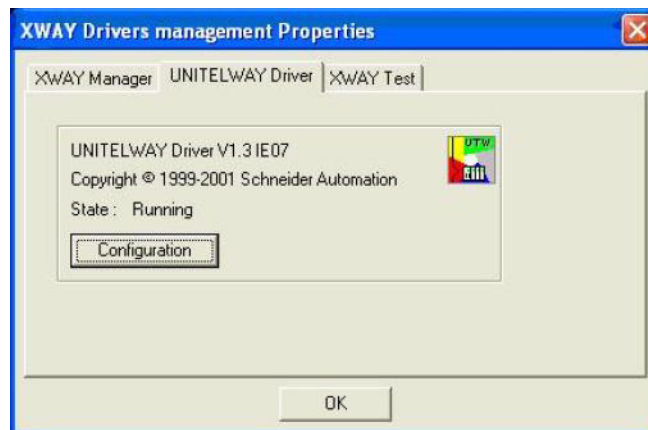 XWAY Drivers management Properties
XWAY Manager
UNITELWAY Driver
XWAY Test
UNITELWAY Driver V1.3 IE07
UTW
Copyright © 1999-2001 Schneider Automation
State : Running
Configuration
OK